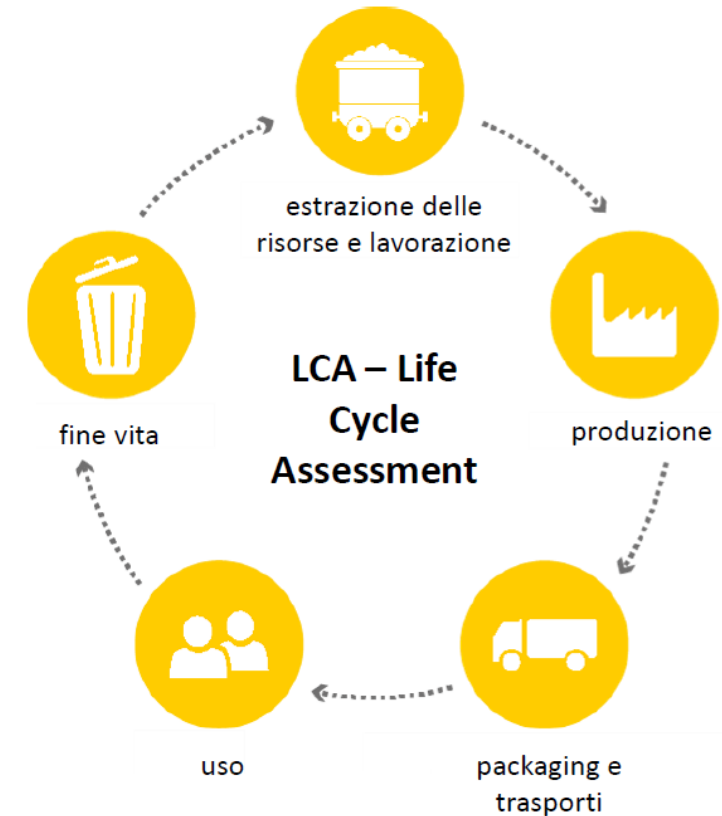 estrazione delle
risorse e lavorazione
produzione
packaging e
trasporti
uso
fine vita
LCA – Life
Cycle
Assessment